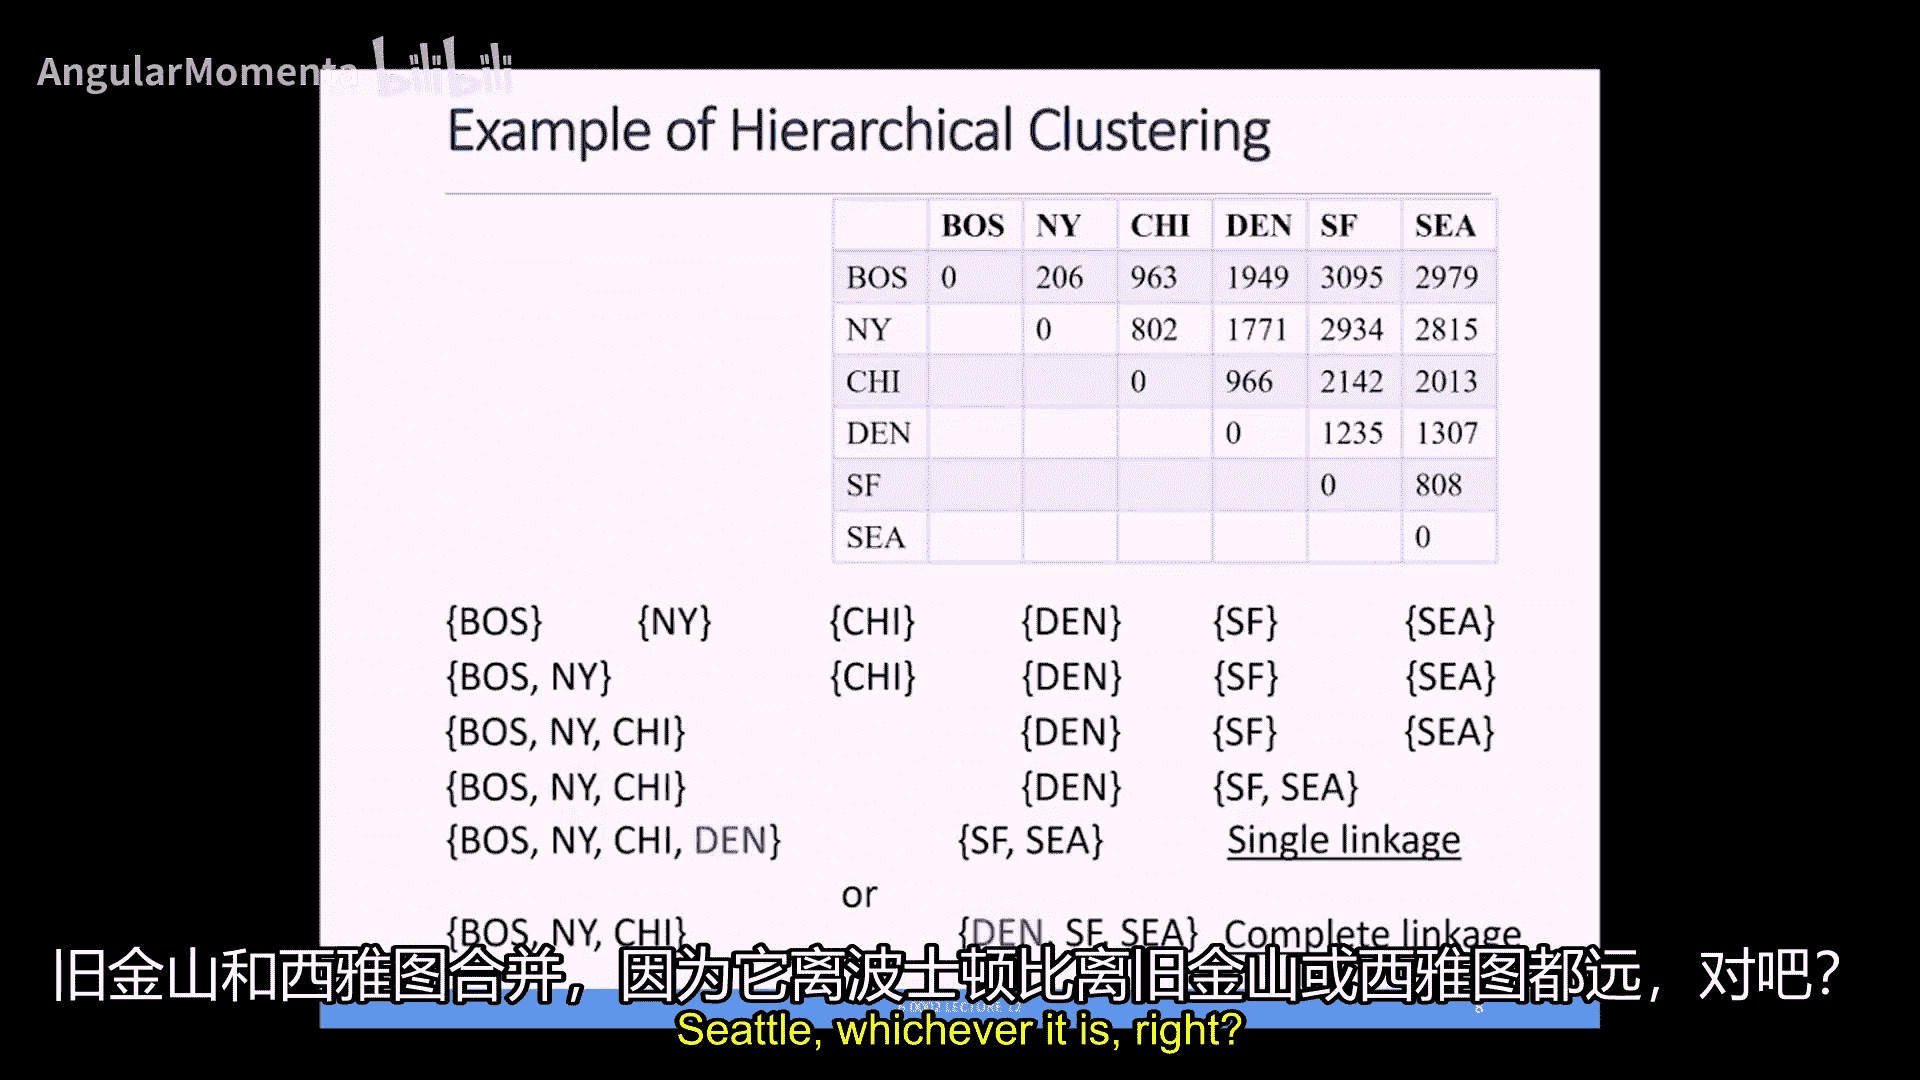 AngularMomenta bilibili
Example of Hierarchical Clustering
BOS NY CHI DEN SF SEA
BOS 0 206 963 1949 3095 2979
NY 0 802 1771 2934 2815
CHI 0 966 2142 2013
DEN 0 1235 1307
SF 0 808
SEA 0
{BOS} {NY} {CHI} {DEN} {SF} {SEA}
{BOS, NY} {CHI} {DEN} {SF} {SEA}
{BOS, NY, CHI} {DEN} {SF} {SEA}
{BOS, NY, CHI} {DEN} {SF, SEA}
{BOS, NY, CHI, DEN} {SF, SEA} Single linkage
or
{BOS, NY, CHI} {DEN, SF, SEA} Complete linkage
旧金山和西雅图合并，因为它离波士顿比离旧金山或西雅图都远，对吧？
6.0002 LECTURE 12 8
Seattle, whichever it is, right?